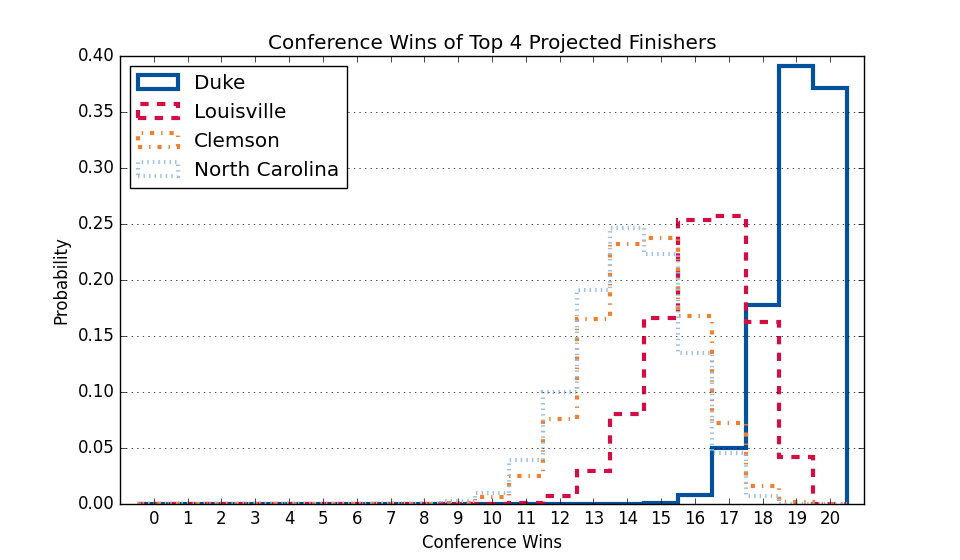 Conference Wins of Top 4 Projected Finishers
0.40
0.35
0.30
0.25
0.20
0.15
0.10
0.05
0.00
Probability
Duke
Louisville
Clemson
North Carolina
0 1 2 3 4 5 6 7 8 9 10 11 12 13 14 15 16 17 18 19 20
Conference Wins